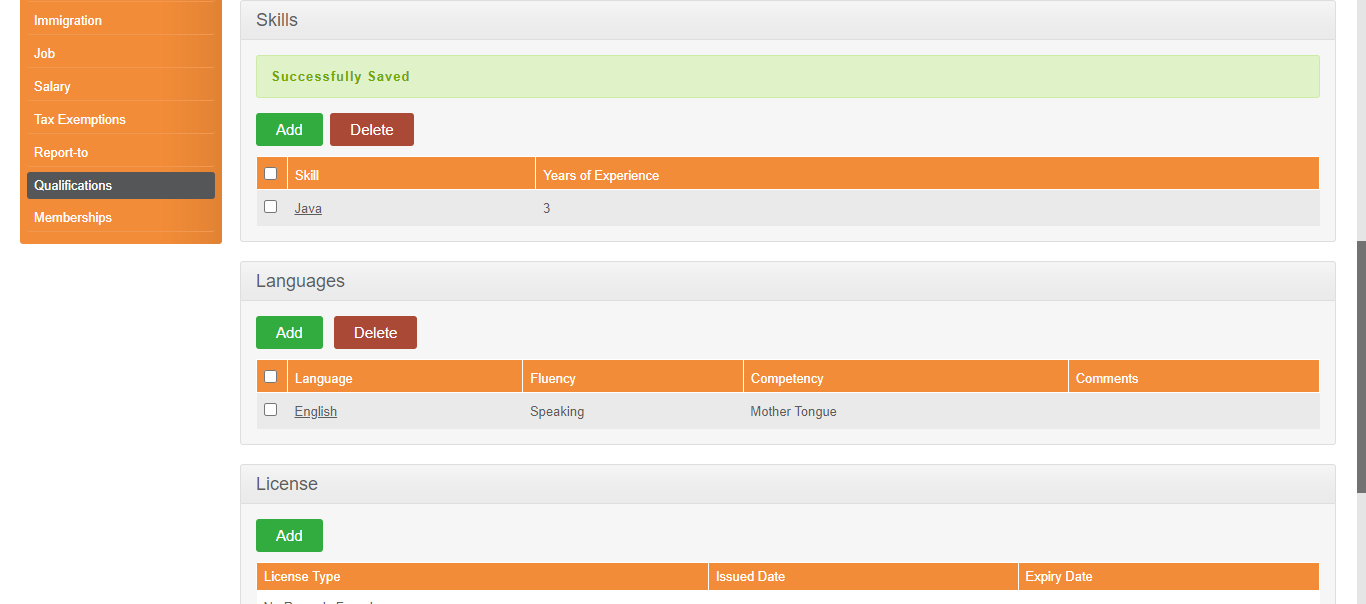 Immigration
Job
Salary
Tax Exemptions
Report-to
Qualifications
Memberships
Skills
Successfully Saved
Add Delete
Skill Years of Experience
Java 3
Languages
Add Delete
Language Fluency Competency Comments
English Speaking Mother Tongue
License
Add
License Type Issued Date Expiry Date